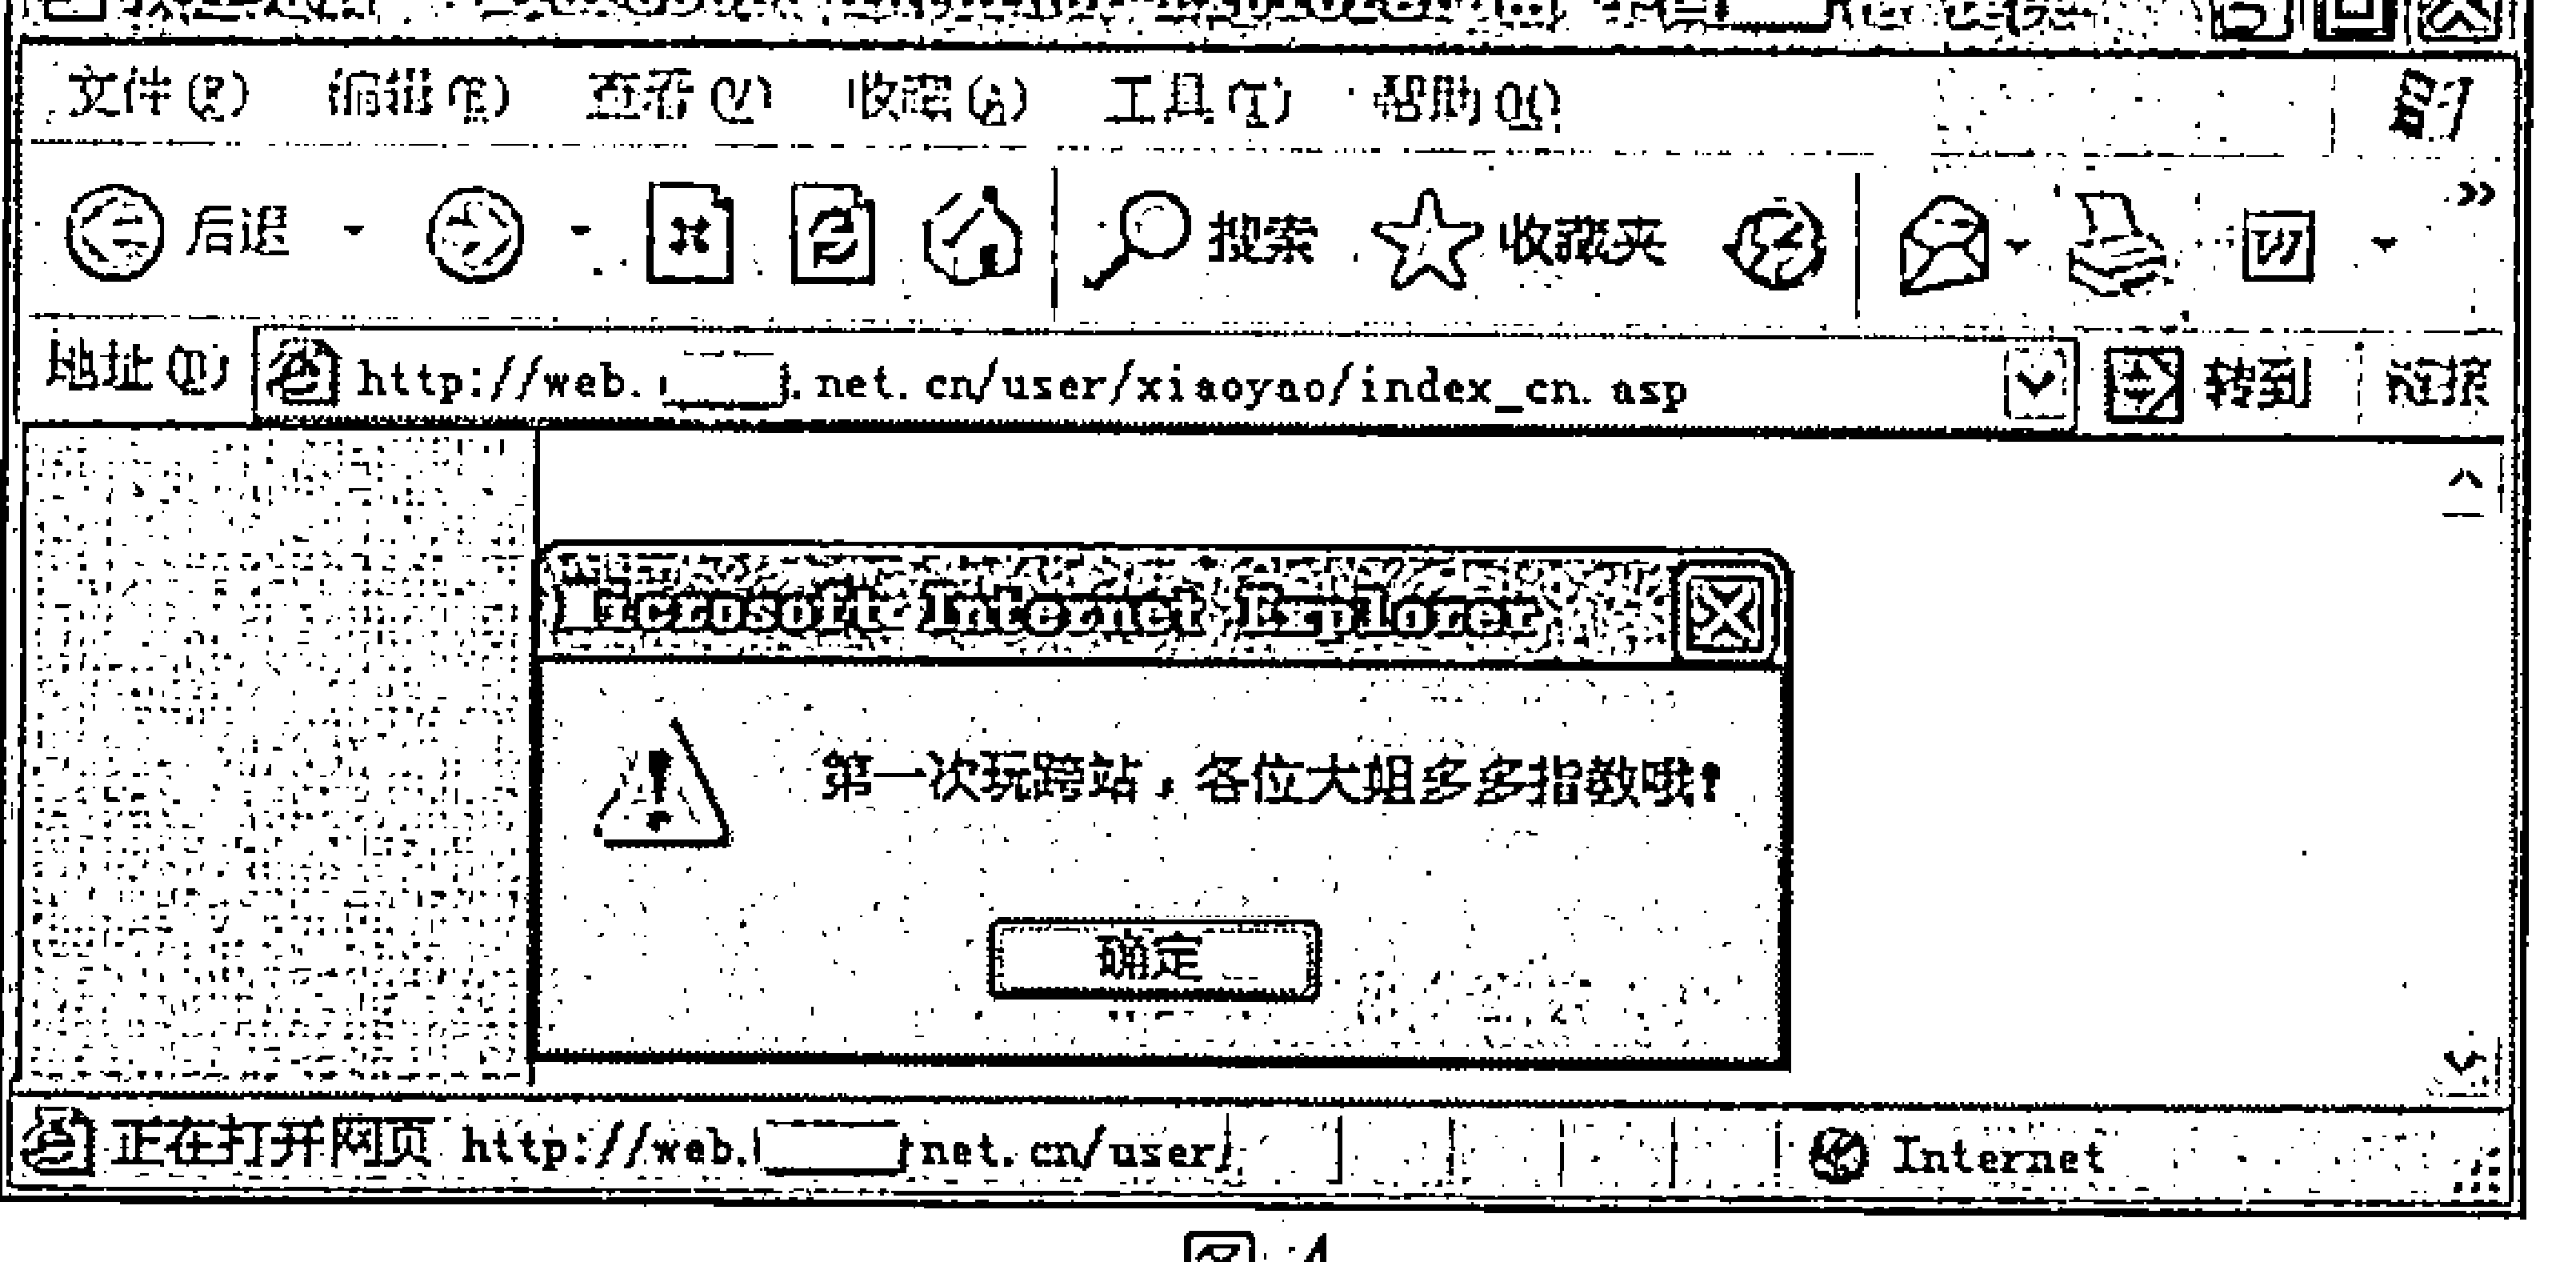 文件(F) 编辑(E) 查看(V) 收藏(A) 工具(T) 帮助(H)
后退 搜索 收藏夹
地址(D) http://web. .net.cn/user/xiaoyao/index_cn.asp 转到 链接
Microsoft Internet Explorer
第一次玩跨站，各位大姐多多指教哦!
确定
正在打开网页 http://web. net.cn/user/ Internet
图 4